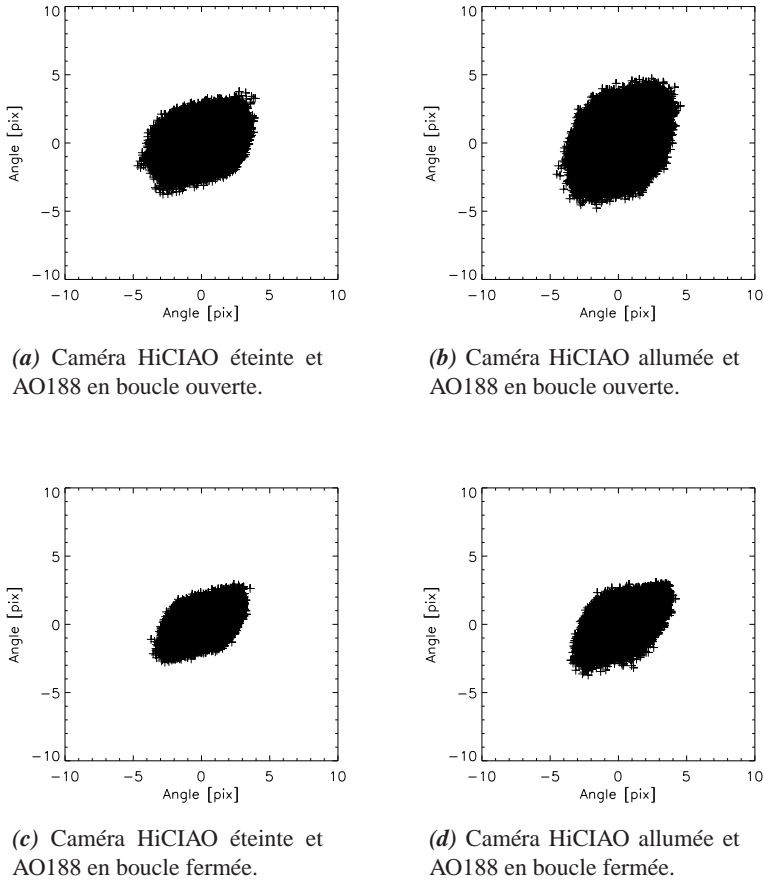 10
5
0
−5
−10
Angle [pix]
−10 −5 0 5 10
Angle [pix]
(a) Caméra HiCIAO éteinte et
AO188 en boucle ouverte.
10
5
0
−5
−10
Angle [pix]
−10 −5 0 5 10
Angle [pix]
(b) Caméra HiCIAO allumée et
AO188 en boucle ouverte.
10
5
0
−5
−10
Angle [pix]
−10 −5 0 5 10
Angle [pix]
(c) Caméra HiCIAO éteinte et
AO188 en boucle fermée.
10
5
0
−5
−10
Angle [pix]
−10 −5 0 5 10
Angle [pix]
(d) Caméra HiCIAO allumée et
AO188 en boucle fermée.